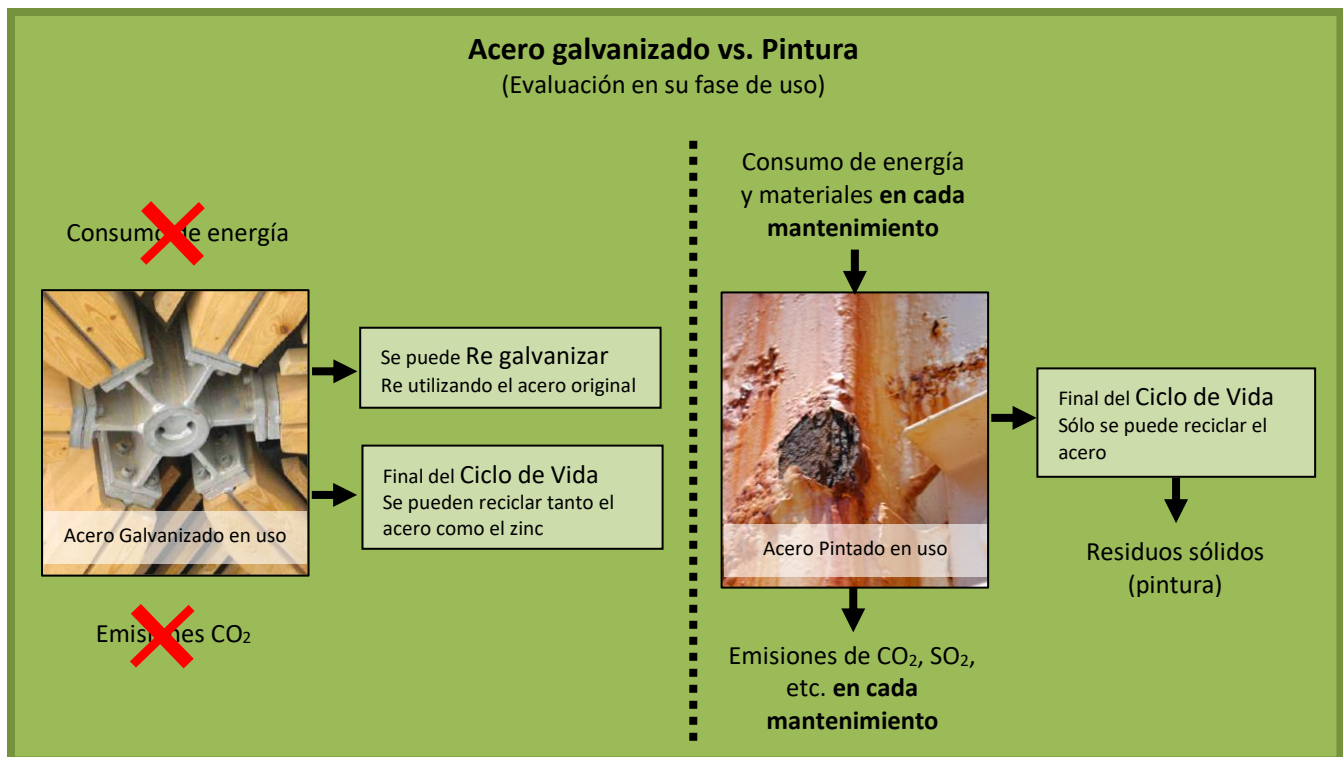 Acero galvanizado vs. Pintura
(Evaluación en su fase de uso)
Consumo de energía
Acero Galvanizado en uso
Emisiones CO₂
Se puede Re galvanizar
Re utilizando el acero original
Final del Ciclo de Vida
Se pueden reciclar tanto el
acero como el zinc
Consumo de energía
y materiales en cada
mantenimiento
Acero Pintado en uso
Emisiones de CO₂, SO₂,
etc. en cada
mantenimiento
Final del Ciclo de Vida
Sólo se puede reciclar el
acero
Residuos sólidos
(pintura)